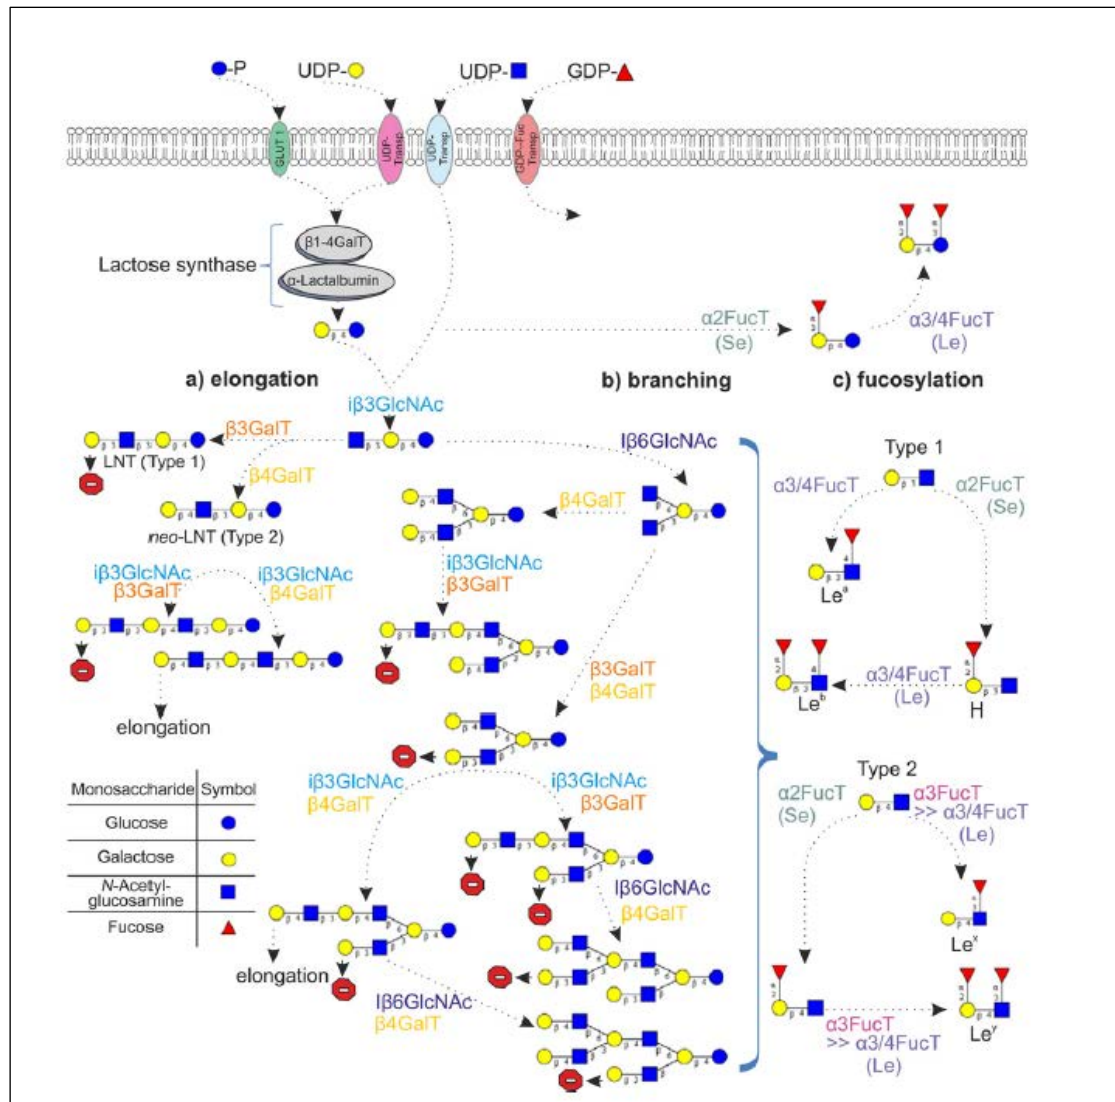 -P
UDP-
UDP-
GDP-
GLUT 1
UDP-
Transp
UDP-
Transp
GDP-Fuc
Transp
β1-4GalT
α-Lactalbumin
Lactose synthase
β 4
α2FucT
(Se)
α3/4FucT
(Le)
β 4
β 4
a) elongation
b) branching
c) fucosylation
iβ3GlcNAc
β3GalT
LNT (Type 1)
β4GalT
neo-LNT (Type 2)
Iβ6GlcNAc
β4GalT
iβ3GlcNAc
β3GalT
iβ3GlcNAc
β4GalT
elongation
iβ3GlcNAc
β3GalT
β3GalT
β4GalT
iβ3GlcNAc
β4GalT
iβ3GlcNAc
β3GalT
Iβ6GlcNAc
β4GalT
elongation
Iβ6GlcNAc
β4GalT
Type 1
α3/4FucT
α2FucT
(Se)
Leᵃ
α3/4FucT
(Le)
Leᵇ
H
Type 2
α2FucT
(Se)
α3FucT
>> α3/4FucT
(Le)
Leˣ
α3FucT
>> α3/4FucT
(Le)
Leʸ
Monosaccharide Symbol
Glucose
Galactose
N-Acetyl-
glucosamine
Fucose